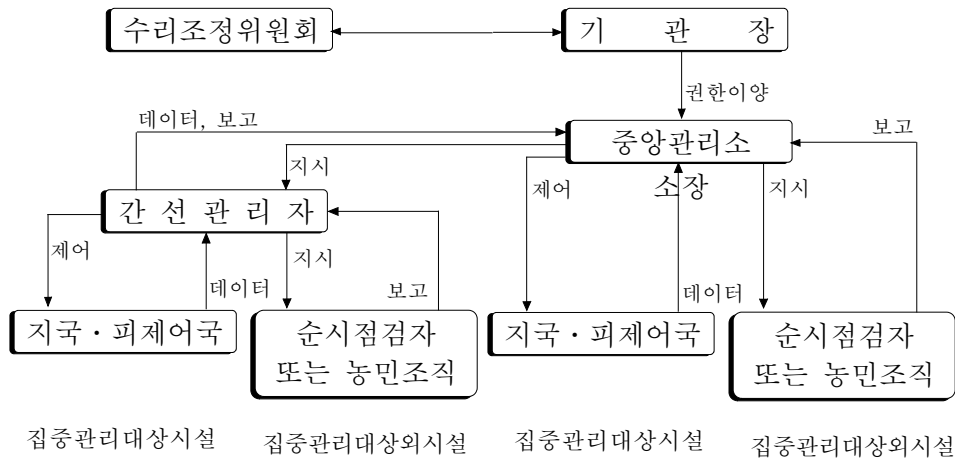 수리조정위원회
기 관 장
권한이양
데이터, 보고
중앙관리소
소장
보고
지시
제어
지시
간 선 관 리 자
제어
데이터
지시
보고
데이터
지국·피제어국
순시점검자
또는 농민조직
지국·피제어국
순시점검자
또는 농민조직
집중관리대상시설
집중관리대상외시설
집중관리대상시설
집중관리대상외시설